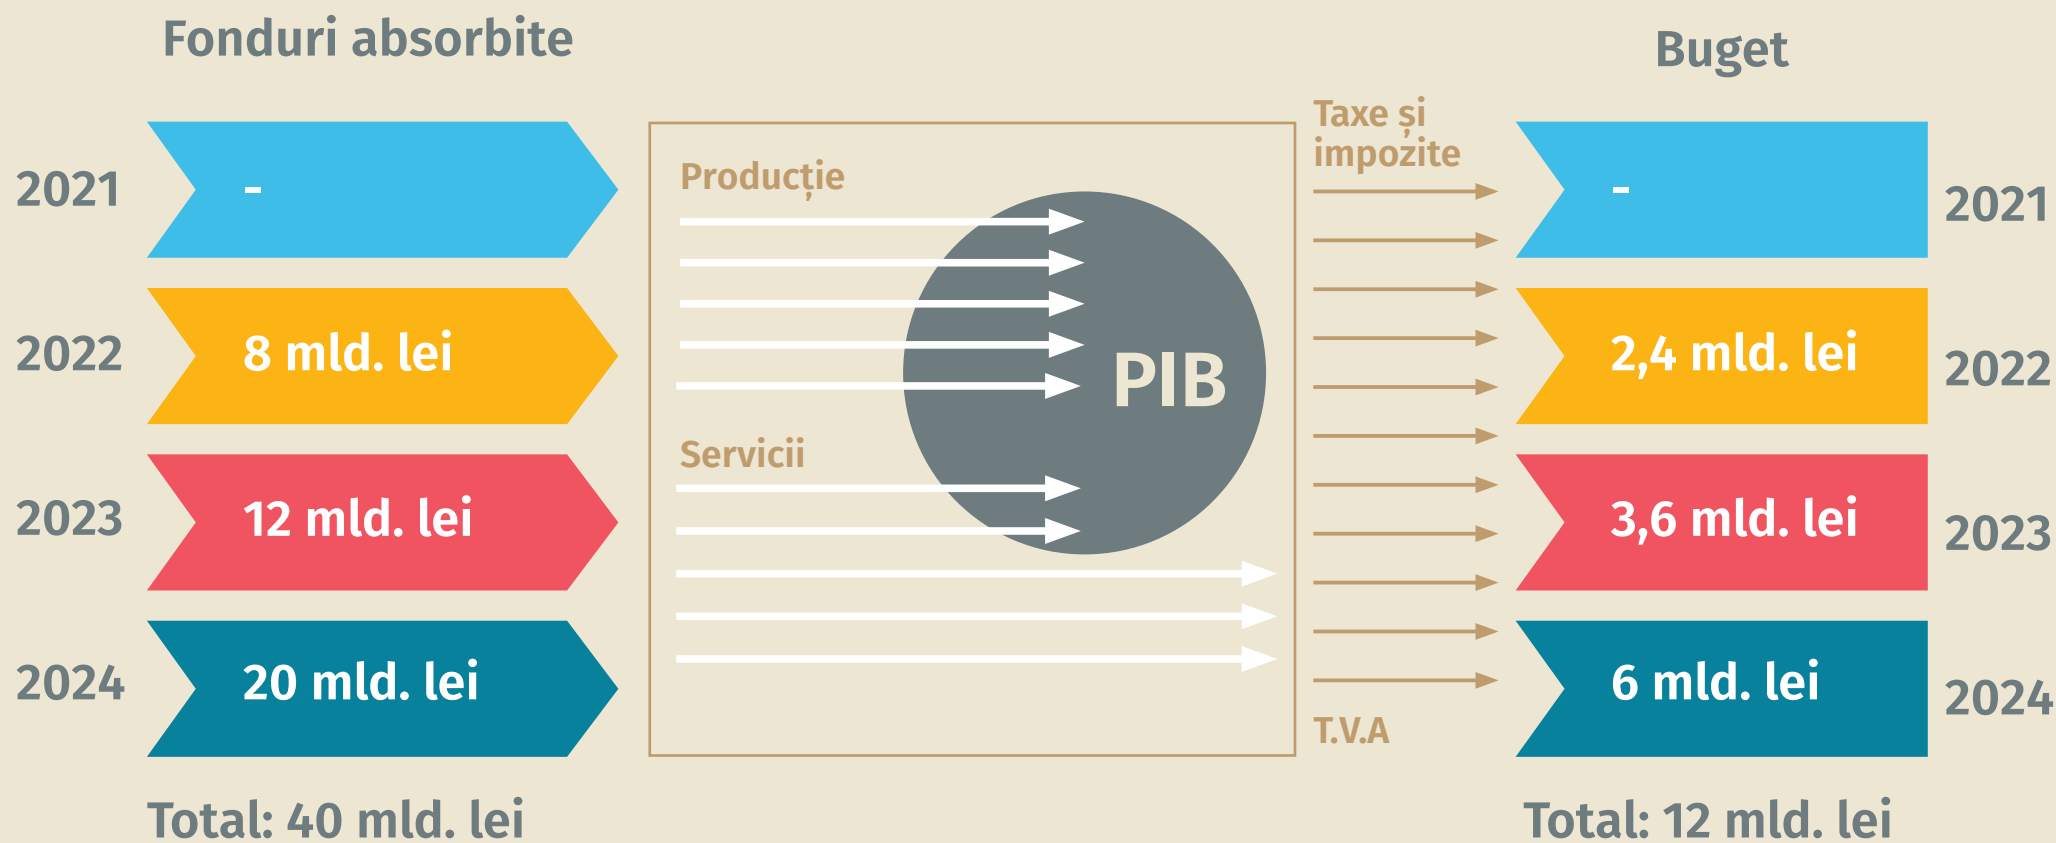 Fonduri absorbite
2021
-
2022
8 mld. lei
2023
12 mld. lei
2024
20 mld. lei
Total: 40 mld. lei
Producție
PIB
Servicii
Taxe și
impozite
T.V.A
Buget
-
2021
2,4 mld. lei
2022
3,6 mld. lei
2023
6 mld. lei
2024
Total: 12 mld. lei